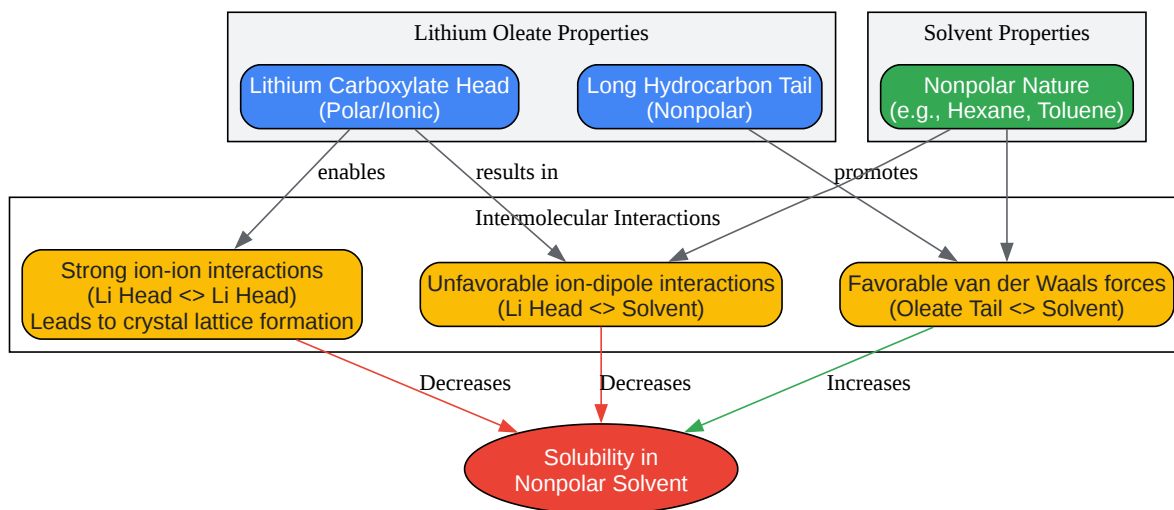 Lithium Oleate Properties
Solvent Properties
Lithium Carboxylate Head
(Polar/Ionic)
Long Hydrocarbon Tail
(Nonpolar)
Nonpolar Nature
(e.g., Hexane, Toluene)
enables
results in
promotes
Intermolecular Interactions
Strong ion-ion interactions
(Li Head <> Li Head)
Leads to crystal lattice formation
Unfavorable ion-dipole interactions
(Li Head <> Solvent)
Favorable van der Waals forces
(Oleate Tail <> Solvent)
Decreases
Decreases
Increases
Solubility in
Nonpolar Solvent